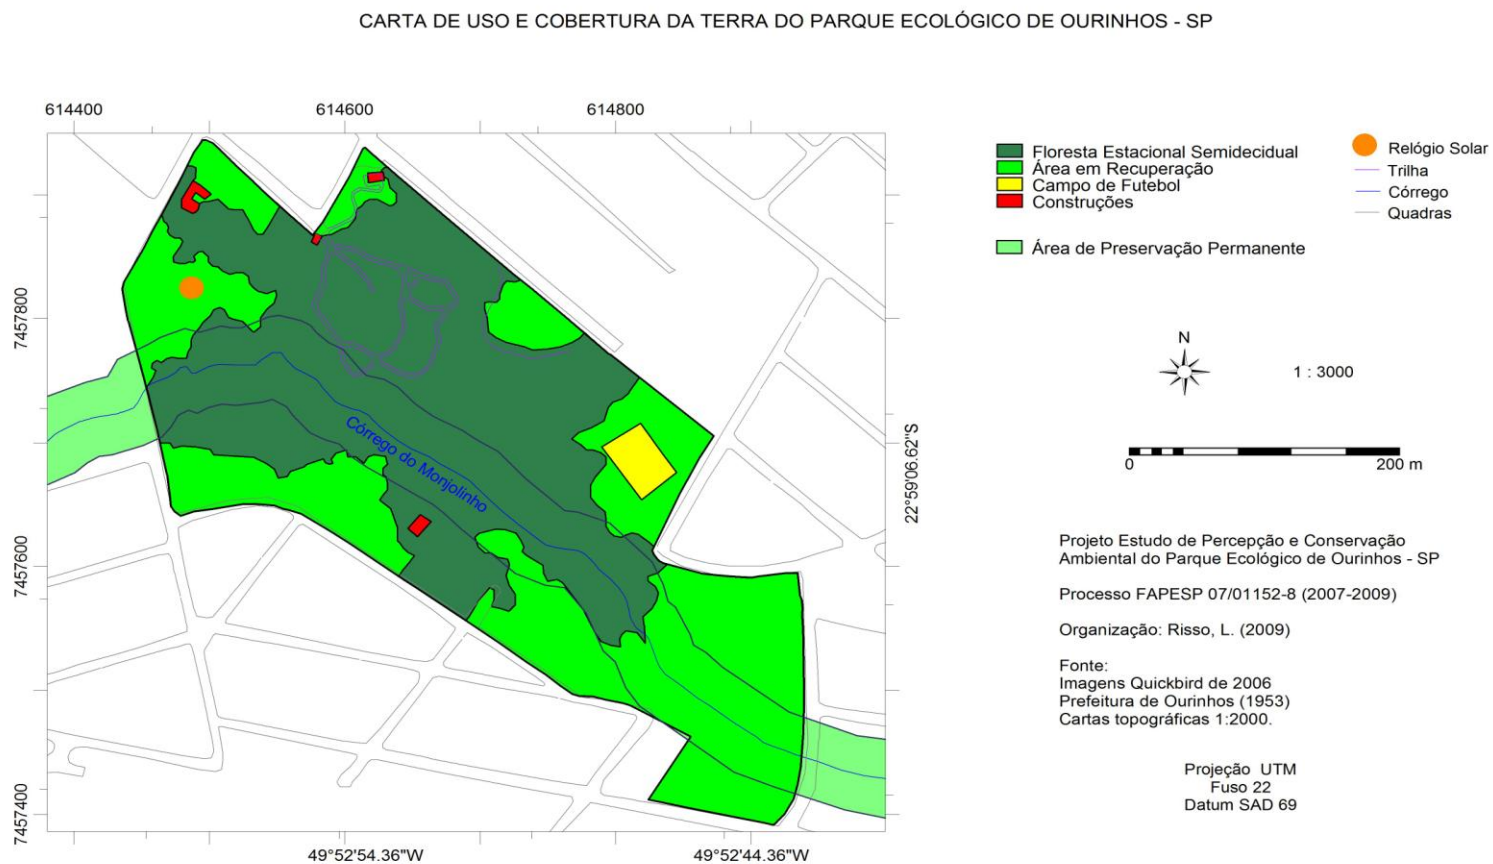 CARTA DE USO E COBERTURA DA TERRA DO PARQUE ECOLÓGICO DE OURINHOS - SP
614400
614600
614800
7457800
7457600
7457400
Córrego do Monjolinho
22°59'06.62"S
49°52'54.36"W
49°52'44.36"W
Floresta Estacional Semidecidual
Área em Recuperação
Campo de Futebol
Construções
Área de Preservação Permanente
Relógio Solar
Trilha
Córrego
Quadras
N
1 : 3000
0
200 m
Projeto Estudo de Percepção e Conservação
Ambiental do Parque Ecológico de Ourinhos - SP
Processo FAPESP 07/01152-8 (2007-2009)
Organização: Risso, L. (2009)
Fonte:
Imagens Quickbird de 2006
Prefeitura de Ourinhos (1953)
Cartas topográficas 1:2000.
Projeção UTM
Fuso 22
Datum SAD 69